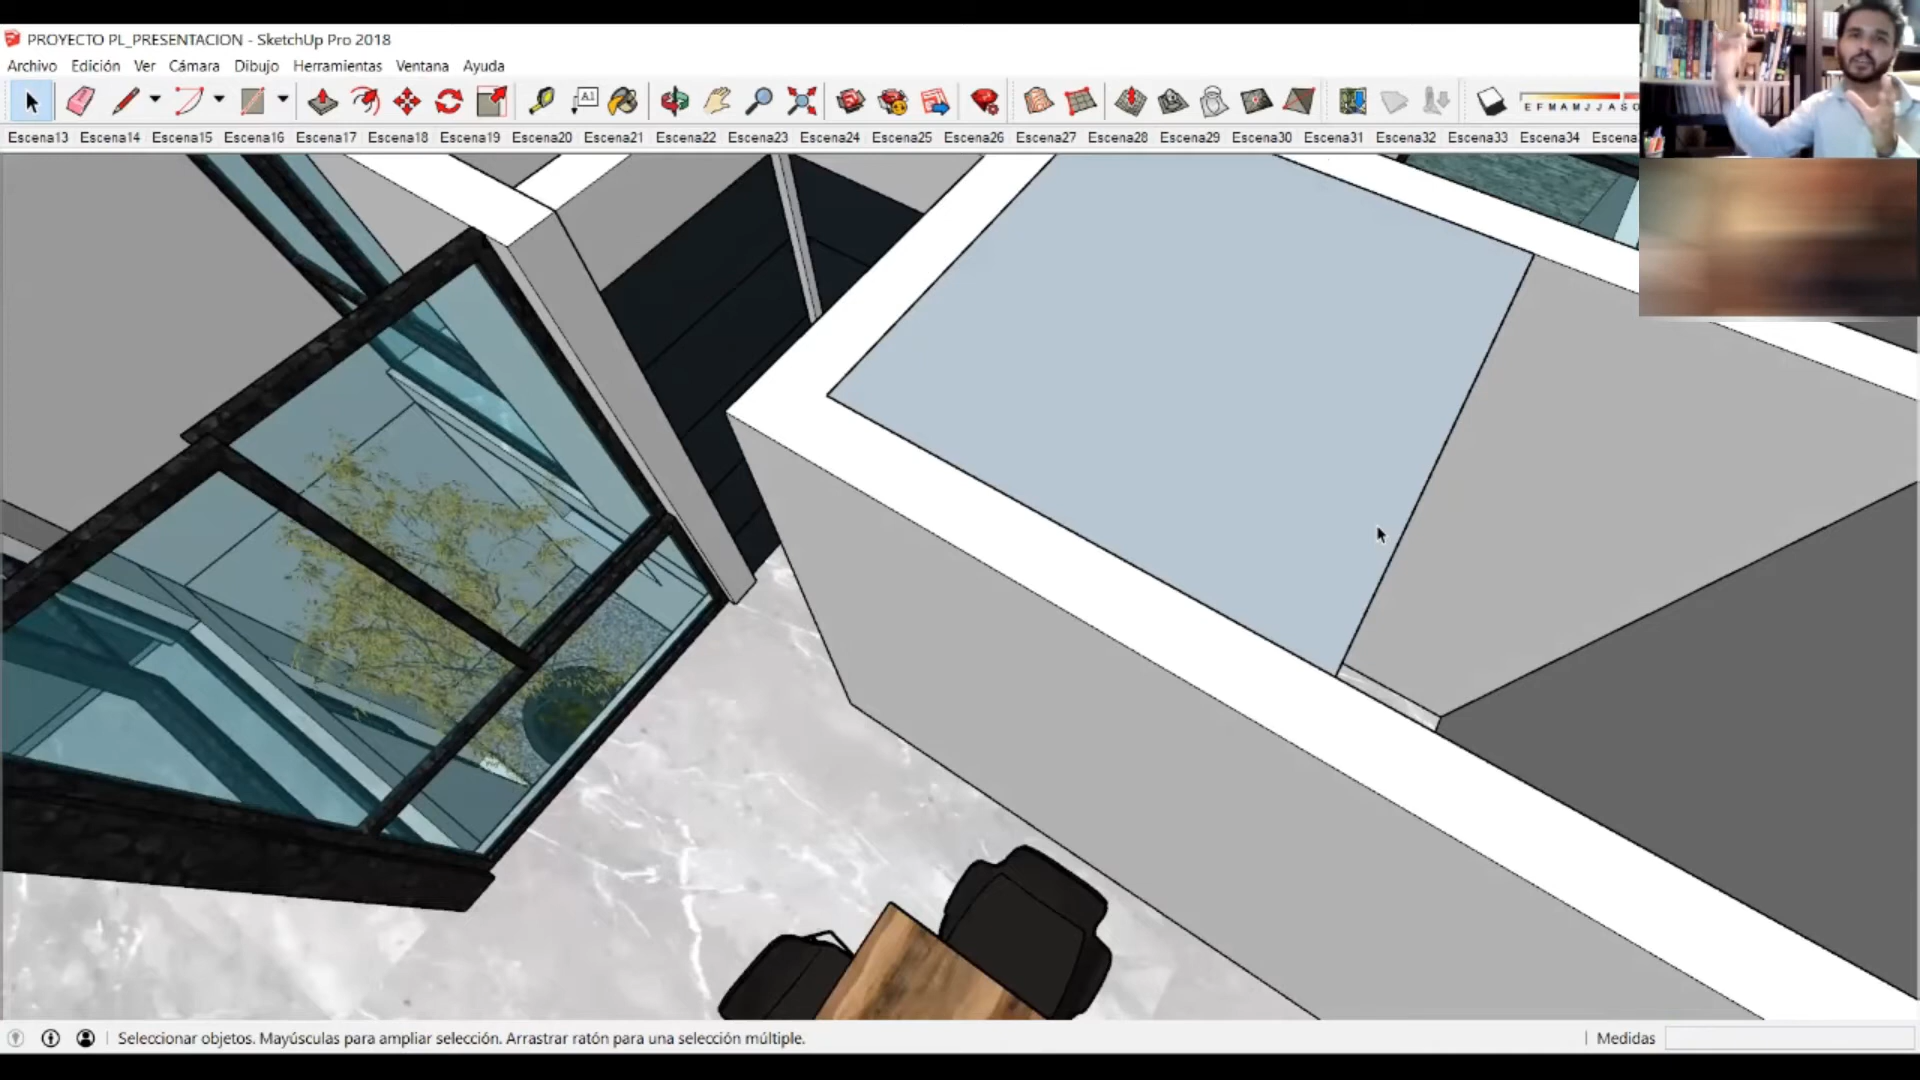 PROYECTO PL_PRESENTACION - SketchUp Pro 2018
Archivo Edición Ver Cámara Dibujo Herramientas Ventana Ayuda
A1
E F M A M J J A S O
Escena13 Escena14 Escena15 Escena16 Escena17 Escena18 Escena19 Escena20 Escena21 Escena22 Escena23 Escena24 Escena25 Escena26 Escena27 Escena28 Escena29 Escena30 Escena31 Escena32 Escena33 Escena34 Escena
Seleccionar objetos. Mayúsculas para ampliar selección. Arrastrar ratón para una selección múltiple.
Medidas